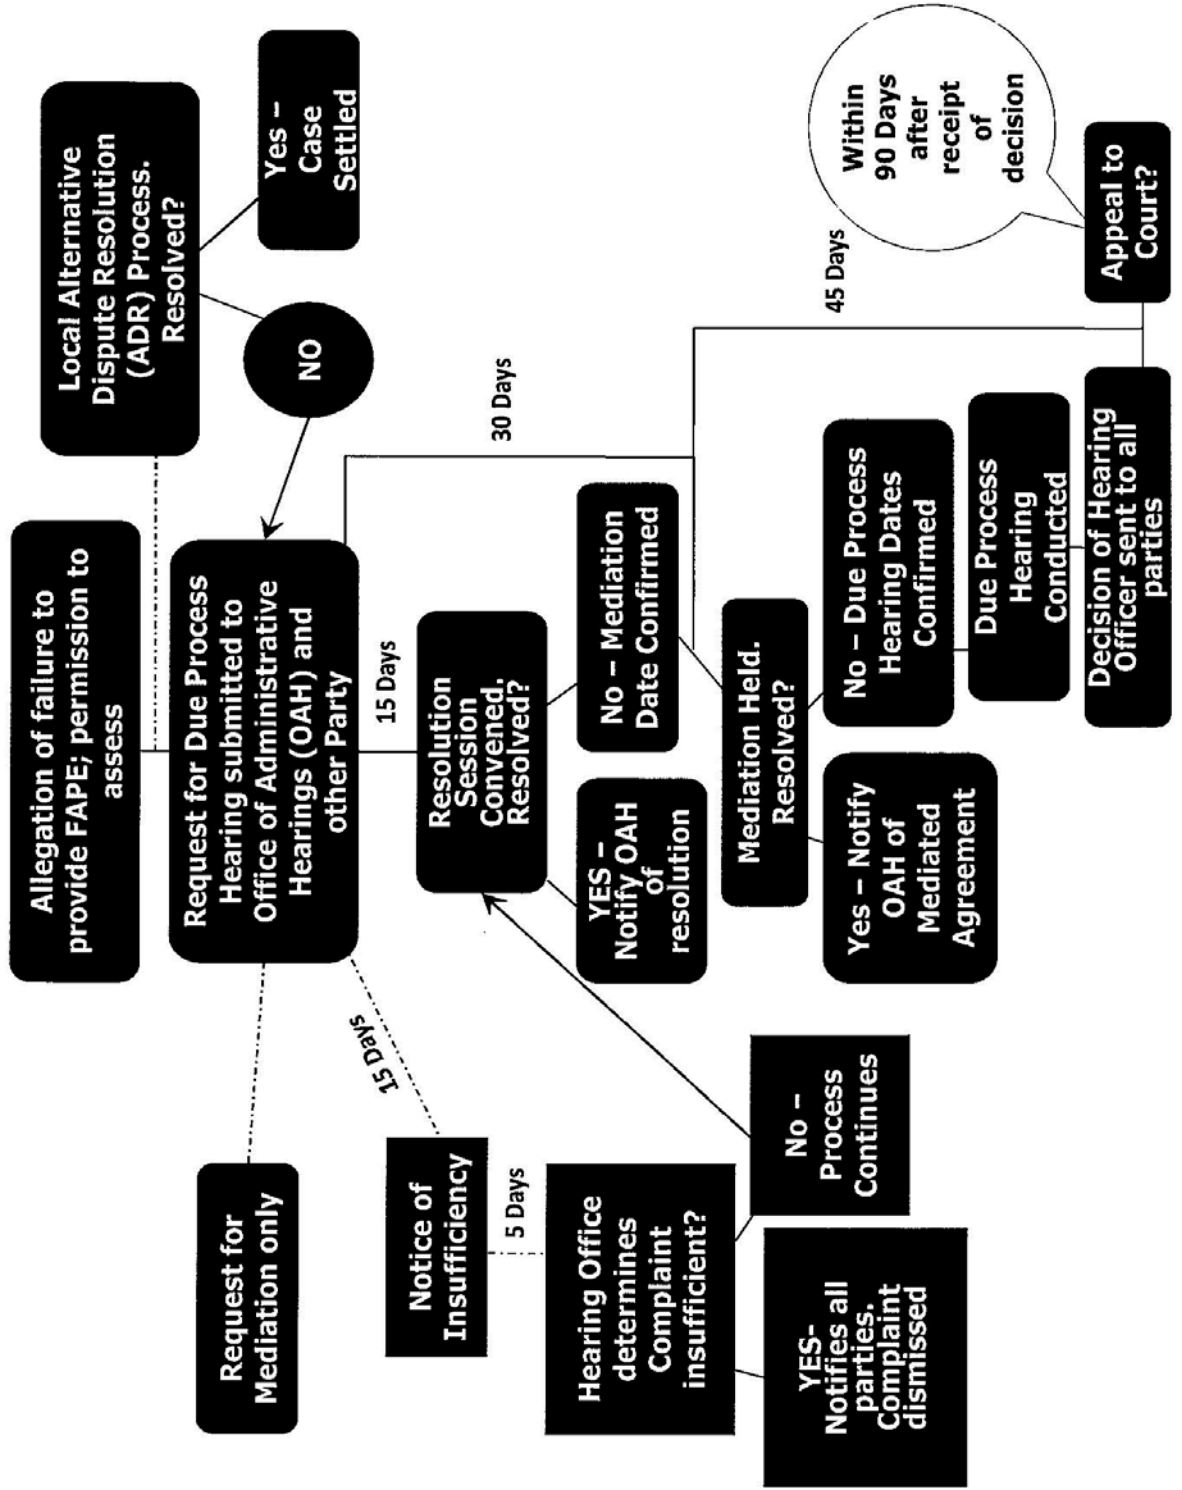 Allegation of failure to
provide FAPE; permission to
assess
Local Alternative
Dispute Resolution
(ADR) Process.
Resolved?
Yes –
Case
Settled
NO
Request for
Mediation only
Request for Due Process
Hearing submitted to
Office of Administrative
Hearings (OAH) and
other Party
15 Days
15 Days
30 Days
Notice of
Insufficiency
5 Days
Resolution
Session
Convened.
Resolved?
Hearing Office
determines
Complaint
insufficient?
YES –
Notify OAH
of
resolution
No – Mediation
Date Confirmed
Mediation Held.
Resolved?
45 Days
YES-
Notifies all
parties.
Complaint
dismissed
No –
Process
Continues
Yes – Notify
OAH of
Mediated
Agreement
No – Due Process
Hearing Dates
Confirmed
Due Process
Hearing
Conducted
Decision of Hearing
Officer sent to all
parties
Within
90 Days
after
receipt
of
decision
Appeal to
Court?